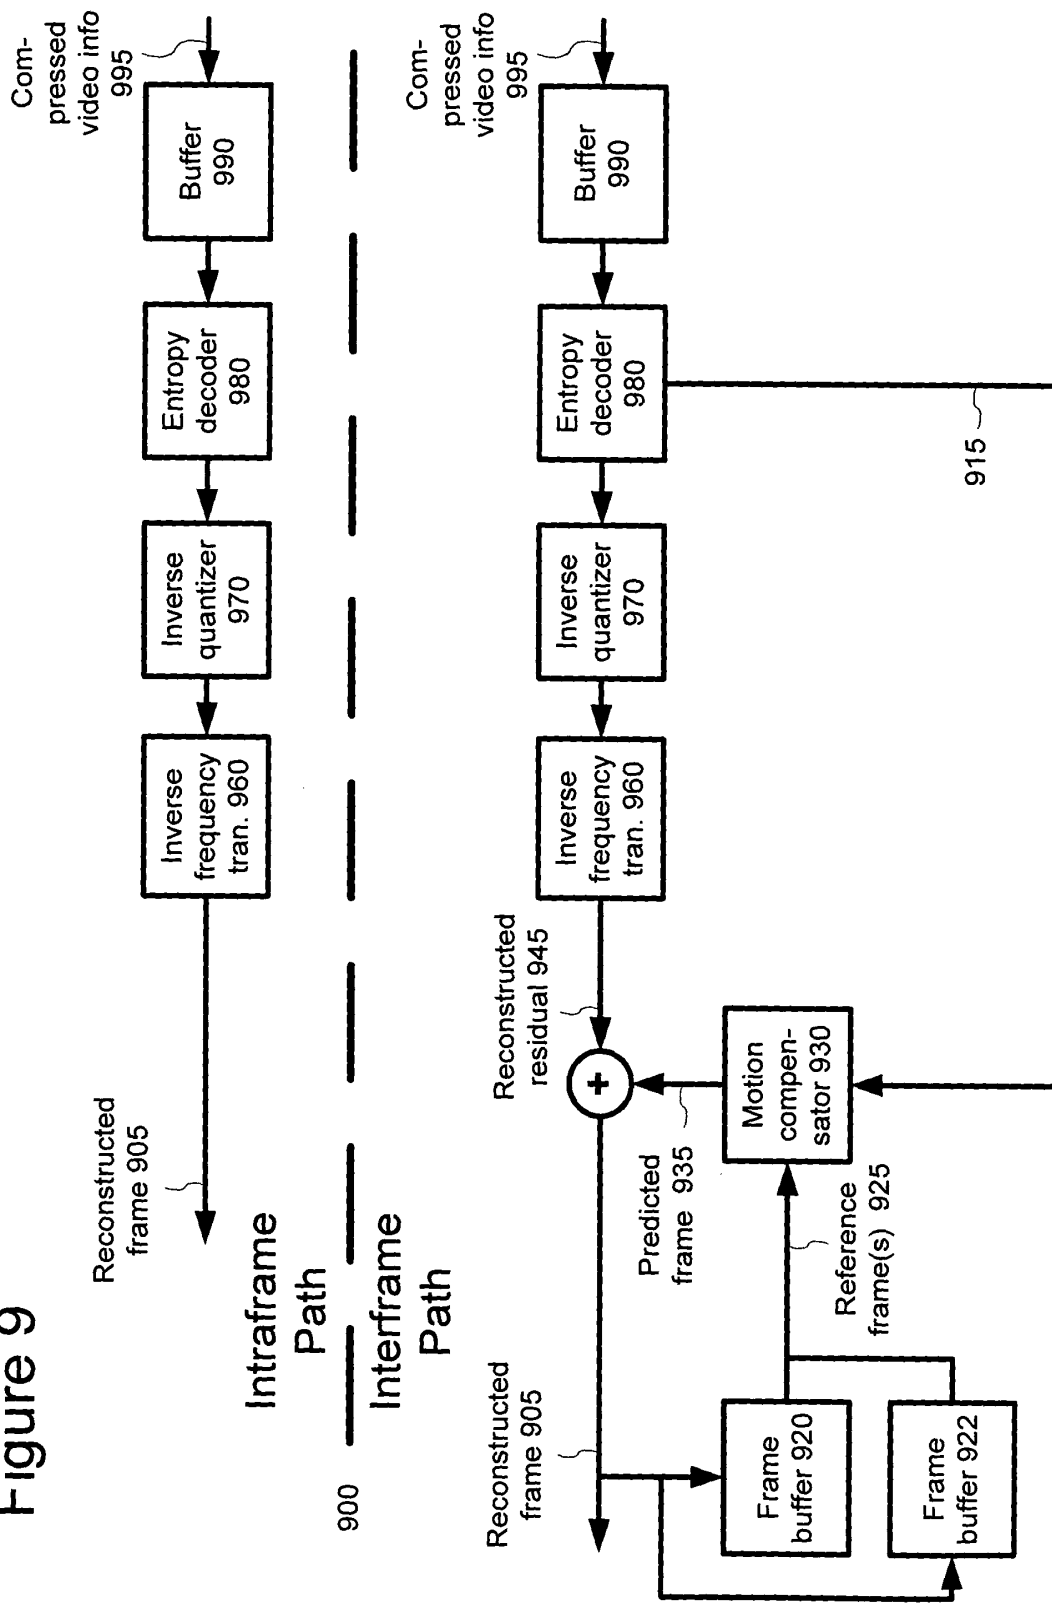 Figure 9
Reconstructed
frame 905
Inverse
frequency
tran. 960
Inverse
quantizer
970
Entropy
decoder
980
Buffer
990
Com-
pressed
video info
995
Intraframe
Path
900
Interframe
Path
Reconstructed
frame 905
Reconstructed
residual 945
+
Inverse
frequency
tran. 960
Inverse
quantizer
970
Entropy
decoder
980
Buffer
990
Com-
pressed
video info
995
Predicted
frame 935
Motion
compen-
sator 930
Frame
buffer 920
Reference
frame(s) 925
Frame
buffer 922
915